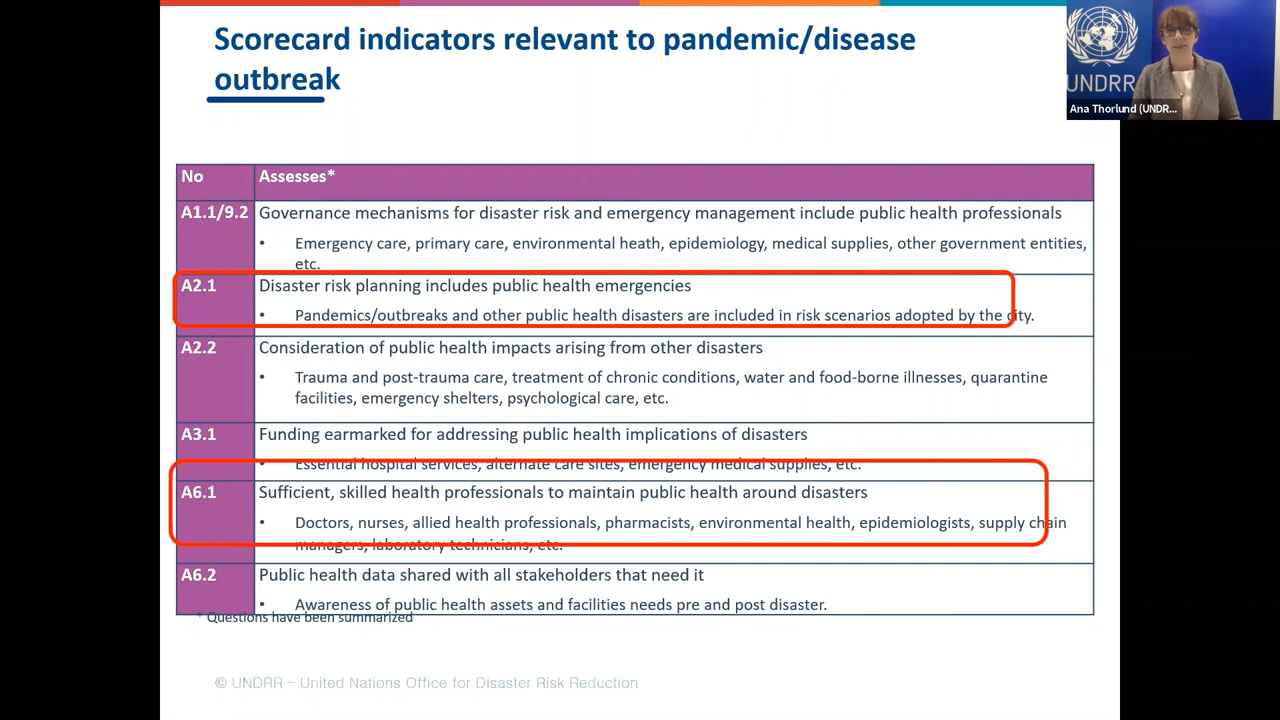 Scorecard indicators relevant to pandemic/disease
outbreak
UNDRR
Ana Thorlund (UNDR...
No Assesses*
A1.1/9.2 Governance mechanisms for disaster risk and emergency management include public health professionals
• Emergency care, primary care, environmental heath, epidemiology, medical supplies, other government entities,
etc.
A2.1 Disaster risk planning includes public health emergencies
• Pandemics/outbreaks and other public health disasters are included in risk scenarios adopted by the city.
A2.2 Consideration of public health impacts arising from other disasters
• Trauma and post-trauma care, treatment of chronic conditions, water and food-borne illnesses, quarantine
facilities, emergency shelters, psychological care, etc.
A3.1 Funding earmarked for addressing public health implications of disasters
• Essential hospital services, alternate care sites, emergency medical supplies, etc.
A6.1 Sufficient, skilled health professionals to maintain public health around disasters
• Doctors, nurses, allied health professionals, pharmacists, environmental health, epidemiologists, supply chain
managers, laboratory technicians, etc.
A6.2 Public health data shared with all stakeholders that need it
• Awareness of public health assets and facilities needs pre and post disaster.
* Questions have been summarized
© UNDRR – United Nations Office for Disaster Risk Reduction